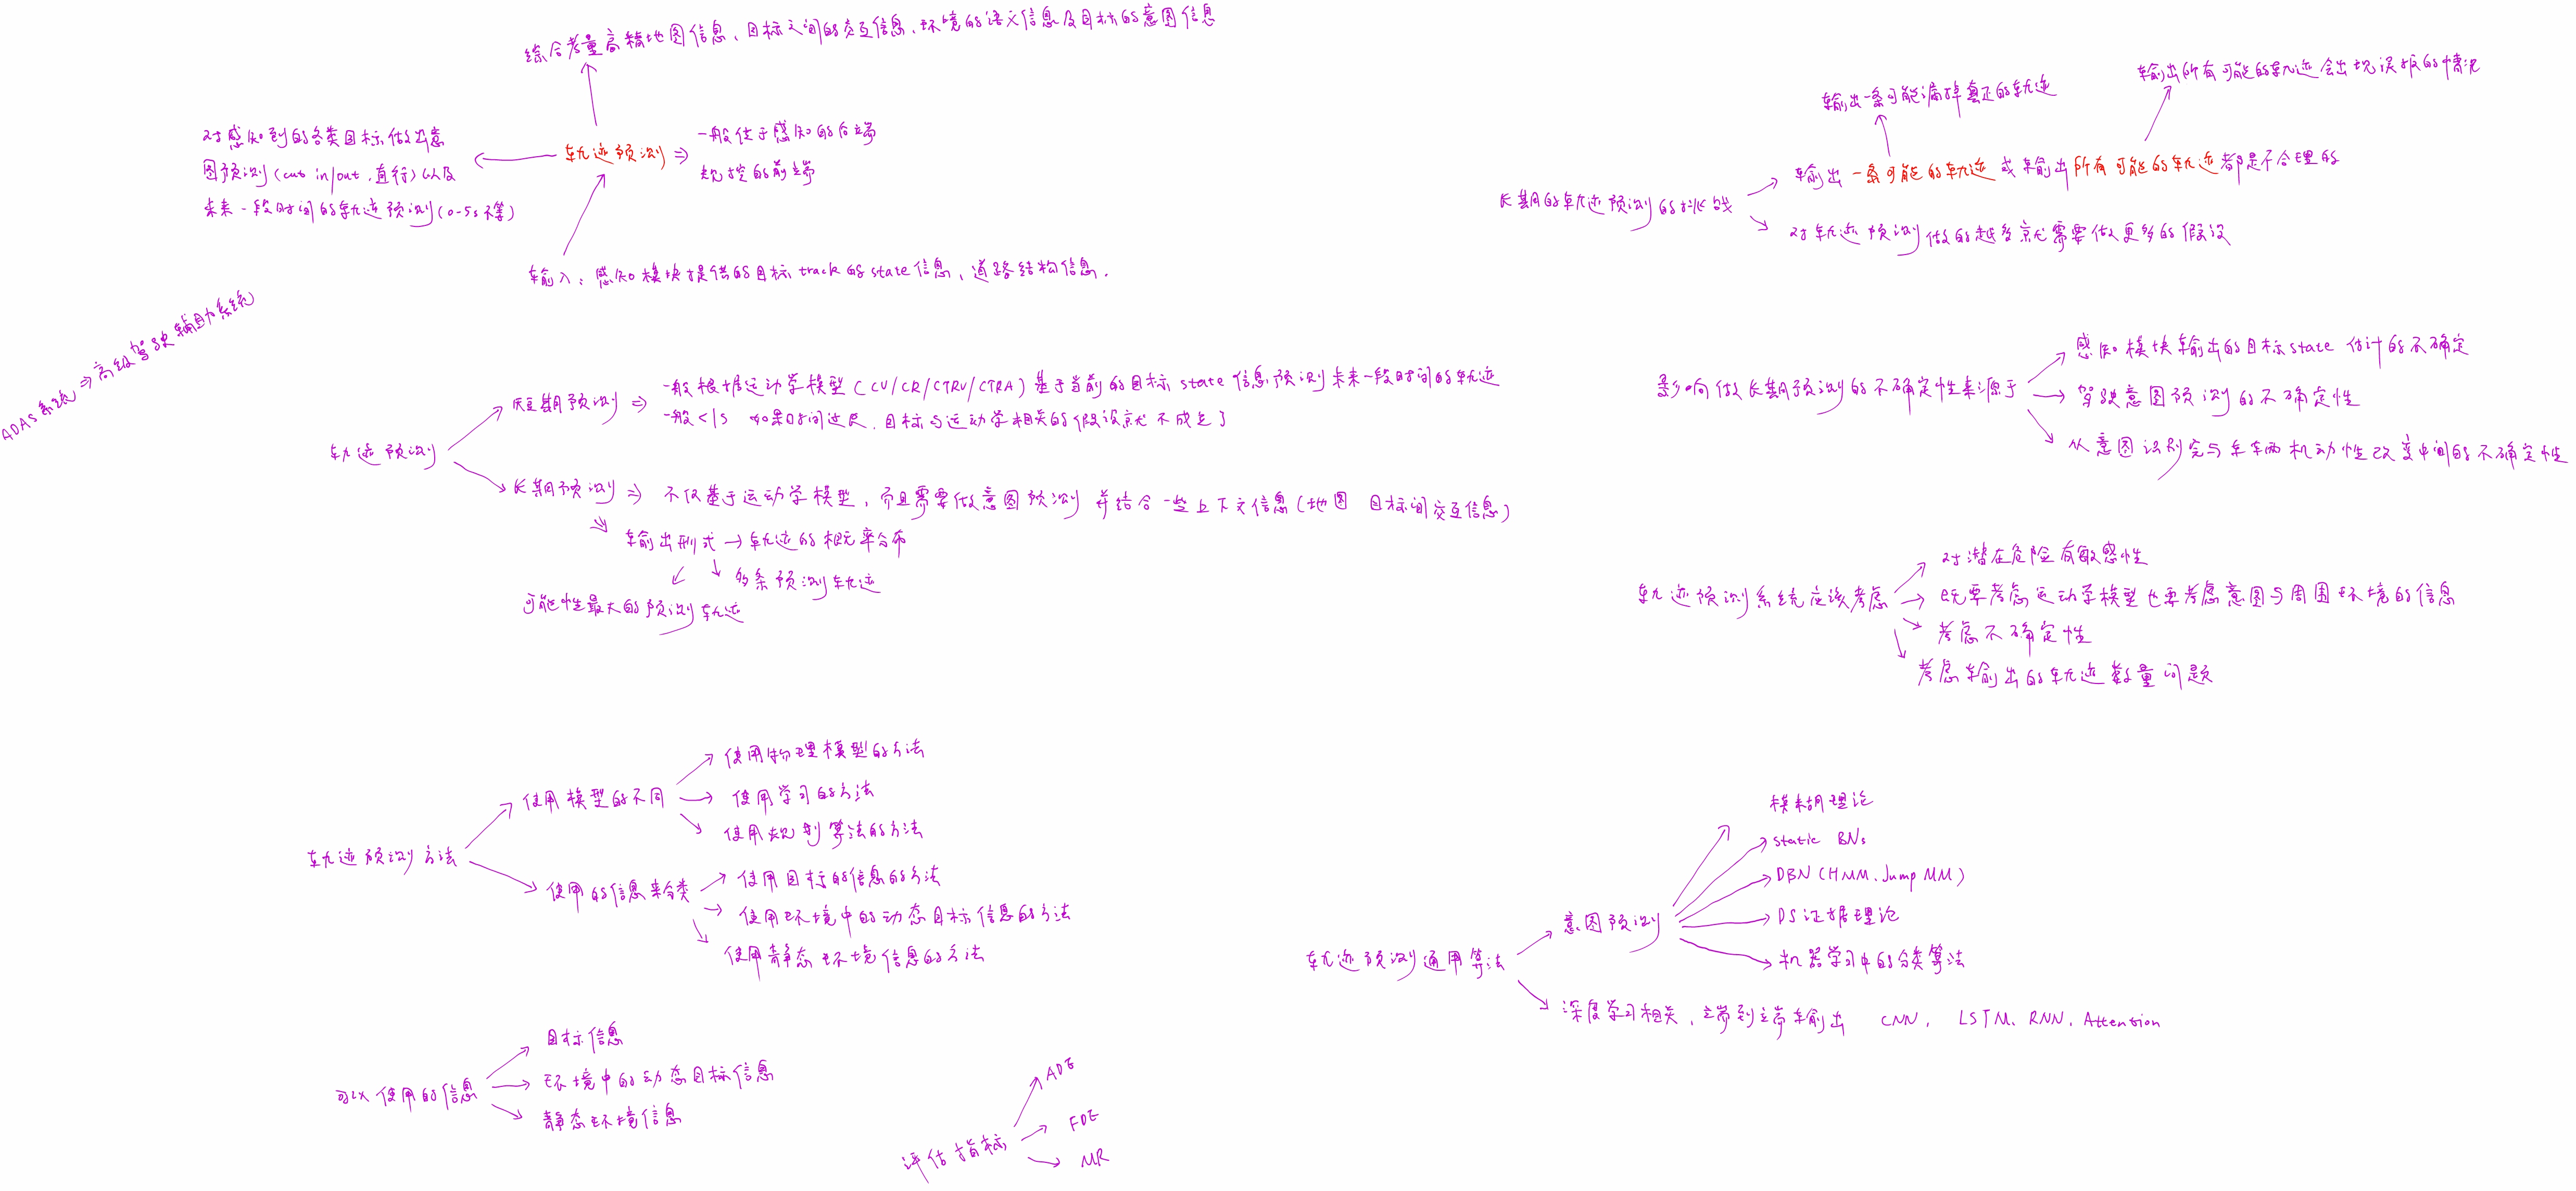 综合考量高精地图信息、目标之间的交互信息、环境的语义信息及目标的意图信息
对感知到的各类目标做出意
图预测(cut in/out,直行)以及
未来一段时间的轨迹预测(0-5s不等)
轨迹预测 ⇒
一般位于感知的后端
规控的前端
输入：感知模块提供的目标track的state信息、道路结构信息.
ADAS系统 ⇒ 高级驾驶辅助系统
轨迹预测
短期预测 ⇒
一般根据运动学模型(CV/CR/CTRV/CTRA)基于当前的目标state信息预测未来一段时间的轨迹
一般<1s 如果时间过长，目标与运动学相关的假设就不成立了
长期预测 ⇒ 不仅基于运动学模型，而且需要做意图预测 并结合一些上下文信息(地图 目标间交互信息)
输出形式 → 轨迹的概率分布
多条预测轨迹
可能性最大的预测轨迹
轨迹预测方法
使用模型的不同
使用物理模型的方法
使用学习的方法
使用规划算法的方法
使用的信息来分类
使用目标的信息的方法
使用环境中的动态目标信息的方法
使用静态环境信息的方法
可以使用的信息
目标信息
环境中的动态目标信息
静态环境信息
评估指标
ADE
FDE
MR
长期的轨迹预测的挑战
输出一条可能漏掉真正的轨迹
输出所有可能的轨迹会出现误报的情况
输出一条可能的轨迹或输出所有可能的轨迹都是不合理的
对轨迹预测做的越多就需要做更多的假设
影响做长期预测的不确定性来源于
感知模块输出的目标state估计的不确定
驾驶意图预测的不确定性
从意图识别完与车辆机动性改变中间的不确定性
轨迹预测系统应该考虑
对潜在危险有敏感性
既要考虑运动学模型也要考虑意图与周围环境的信息
考虑不确定性
考虑输出的轨迹数量问题
轨迹预测通用算法
意图预测
模糊理论
static BNs
DBN(HMM、Jump MM)
DS证据理论
机器学习中的分类算法
深度学习相关，端到端输出 CNN, LSTM、RNN、Attention